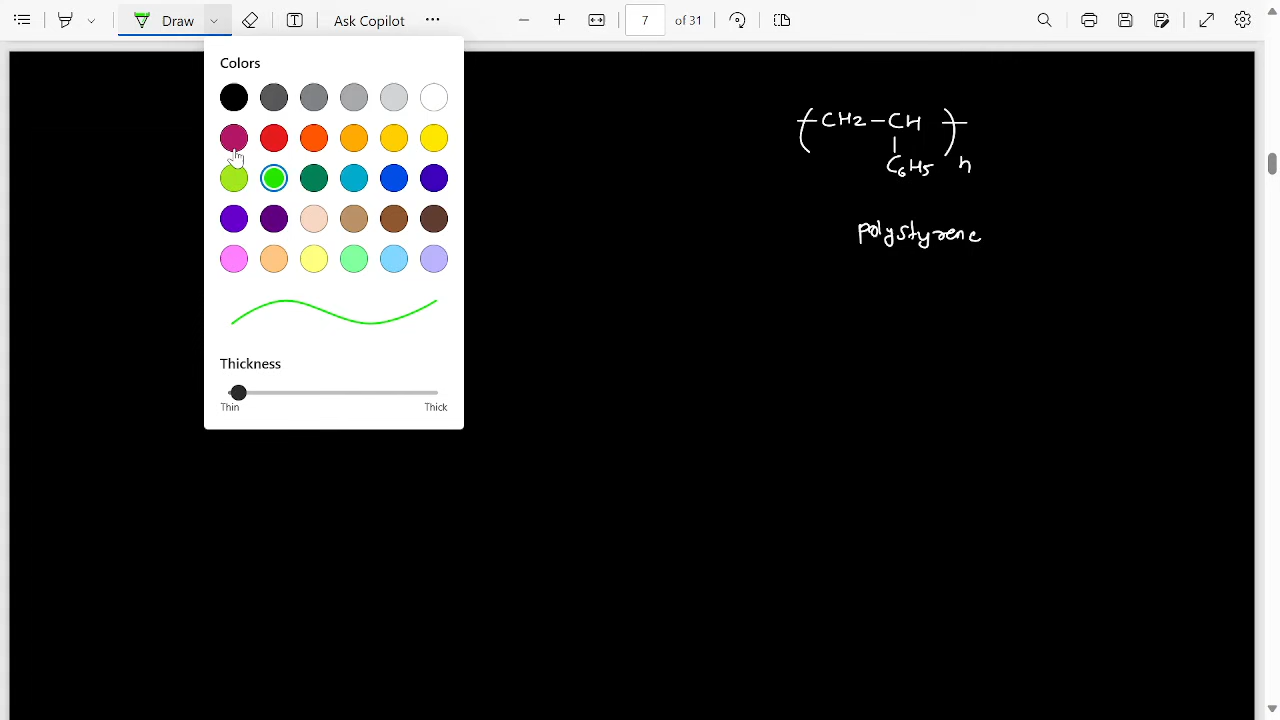 Draw Ask Copilot ••• 7 of 31
Colors
Thickness
Thin Thick
( CH2 – CH )
C6H5 n
polystyrene